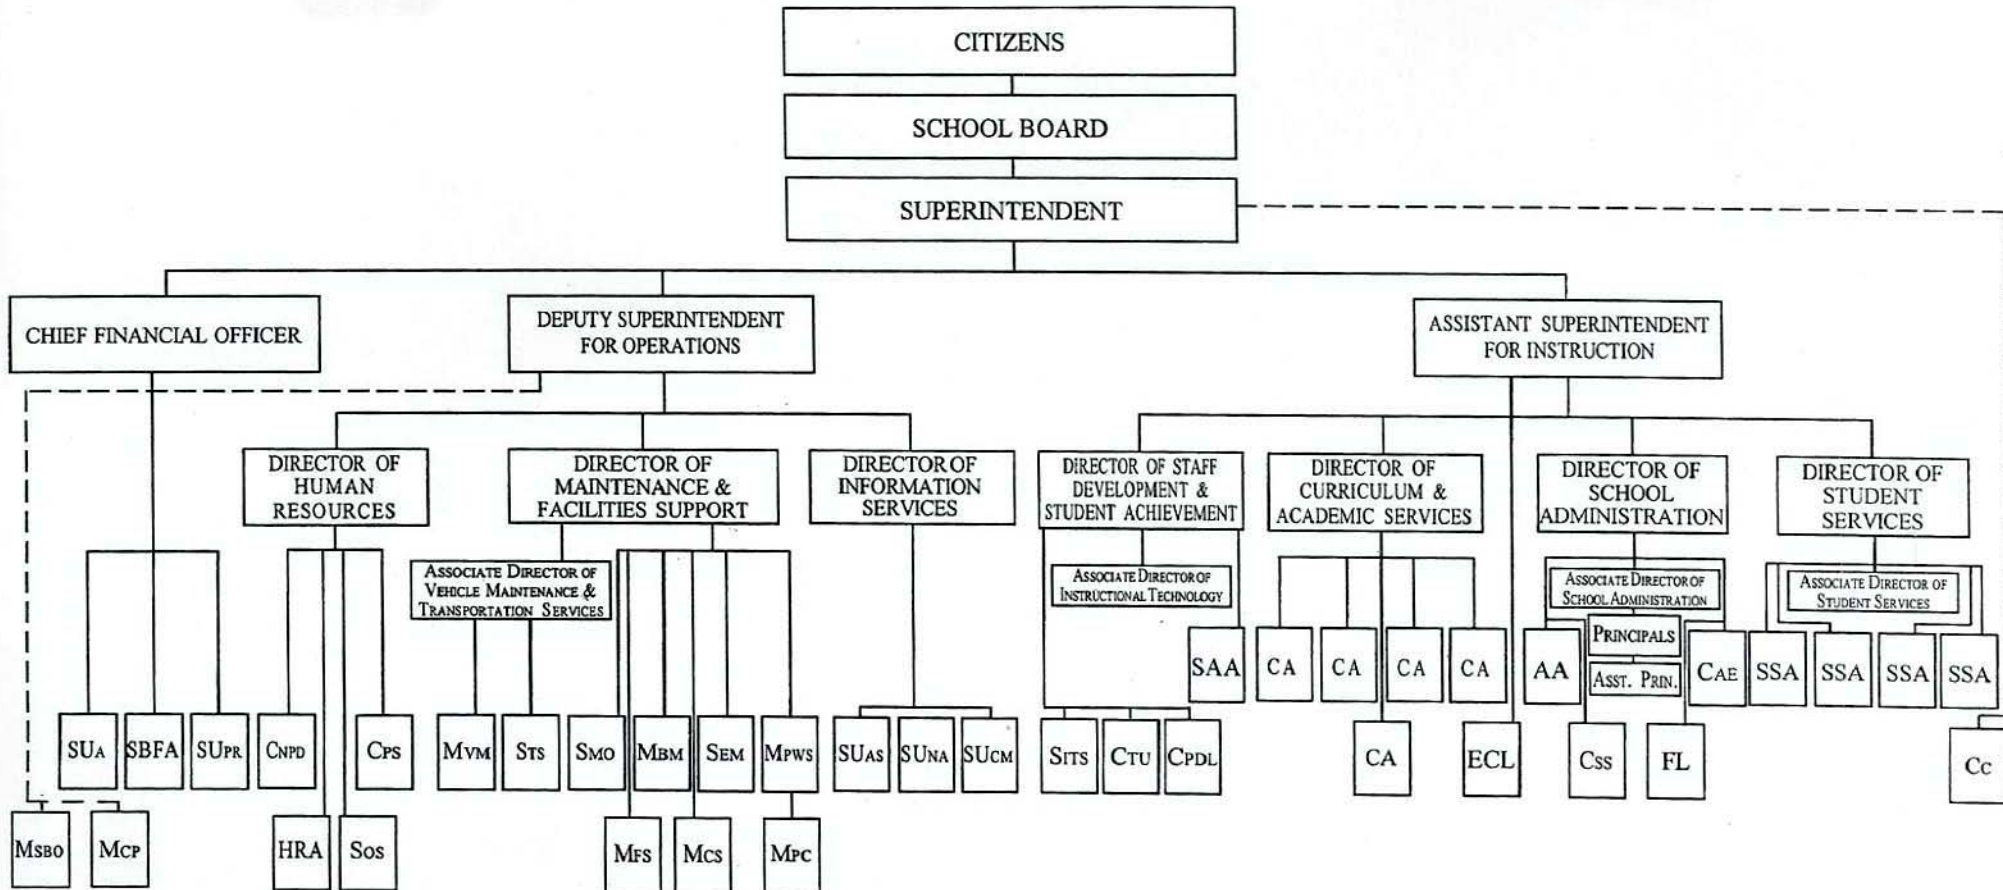 CITIZENS
SCHOOL BOARD
SUPERINTENDENT
CHIEF FINANCIAL OFFICER
DEPUTY SUPERINTENDENT
FOR OPERATIONS
ASSISTANT SUPERINTENDENT
FOR INSTRUCTION
DIRECTOR OF
HUMAN
RESOURCES
DIRECTOR OF
MAINTENANCE &
FACILITIES SUPPORT
DIRECTOR OF
INFORMATION
SERVICES
DIRECTOR OF STAFF
DEVELOPMENT &
STUDENT ACHIEVEMENT
DIRECTOR OF
CURRICULUM &
ACADEMIC SERVICES
DIRECTOR OF
SCHOOL
ADMINISTRATION
DIRECTOR OF
STUDENT
SERVICES
ASSOCIATE DIRECTOR OF
VEHICLE MAINTENANCE &
TRANSPORTATION SERVICES
ASSOCIATE DIRECTOR OF
INSTRUCTIONAL TECHNOLOGY
ASSOCIATE DIRECTOR OF
SCHOOL ADMINISTRATION
ASSOCIATE DIRECTOR OF
STUDENT SERVICES
PRINCIPALS
ASST. PRIN.
SAA
CA
CA
CA
CA
AA
CAE
SSA
SSA
SSA
SSA
SUA
SBFA
SUPR
CNPD
CPS
MVM
STS
SMO
MBM
SEM
MPWS
SUAS
SUNA
SUCM
SITS
CTU
CPDL
CA
ECL
CSS
FL
CC
MSBO
MCP
HRA
SOS
MFS
MCS
MPC